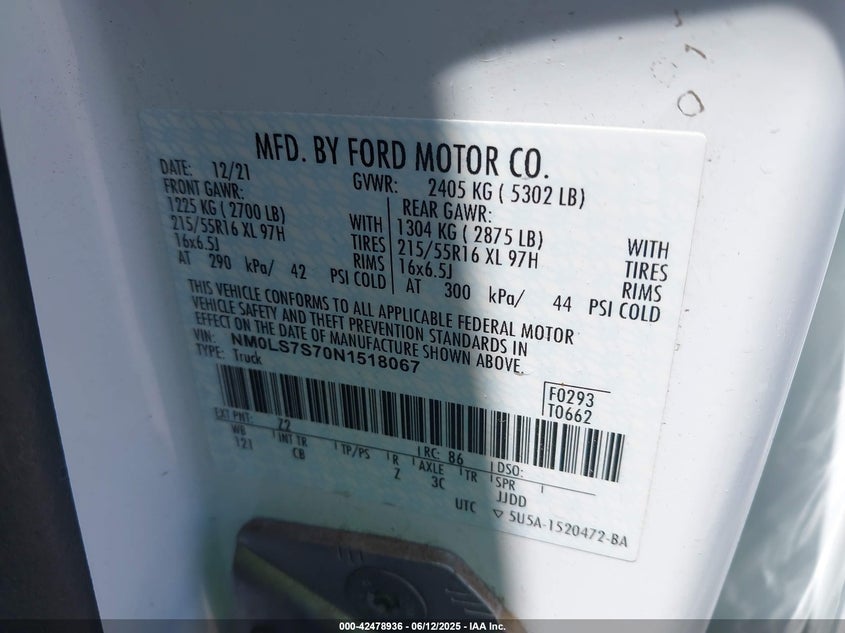 MFD. BY FORD MOTOR CO.
DATE: 12/21 GVWR: 2405 KG ( 5302 LB)
FRONT GAWR: REAR GAWR:
1225 KG ( 2700 LB) WITH 1304 KG ( 2875 LB) WITH
215/55R16 XL 97H TIRES 215/55R16 XL 97H TIRES
16x6.5J RIMS 16x6.5J RIMS
AT 290 kPa/ 42 PSI COLD AT 300 kPa/ 44 PSI COLD
THIS VEHICLE CONFORMS TO ALL APPLICABLE FEDERAL MOTOR
VEHICLE SAFETY AND THEFT PREVENTION STANDARDS IN
EFFECT ON THE DATE OF MANUFACTURE SHOWN ABOVE.
VIN: NM0LS7S70N1518067
TYPE: Truck
F0293
T0662
EXT PNT: Z2 RC: 86 DSO:
WB INT TR TP/PS R AXLE TR SPR
121 CB Z 3C JJDD
UTC ▽ 5U5A-1520472-BA
000-42478936 - 06/12/2025 - IAA Inc.